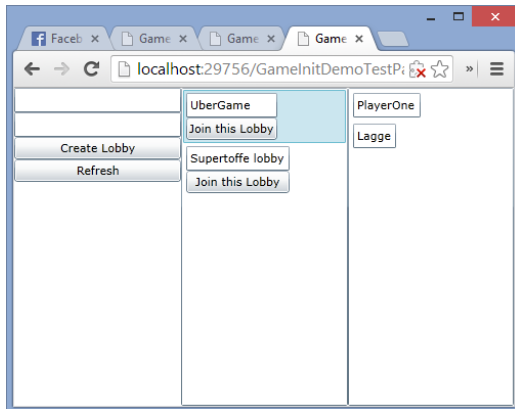 Faceb
Game
Game
Game
localhost:29756/GameInitDemoTestPa
Create Lobby
Refresh
UberGame
Join this Lobby
Supertoffe lobby
Join this Lobby
PlayerOne
Lagge